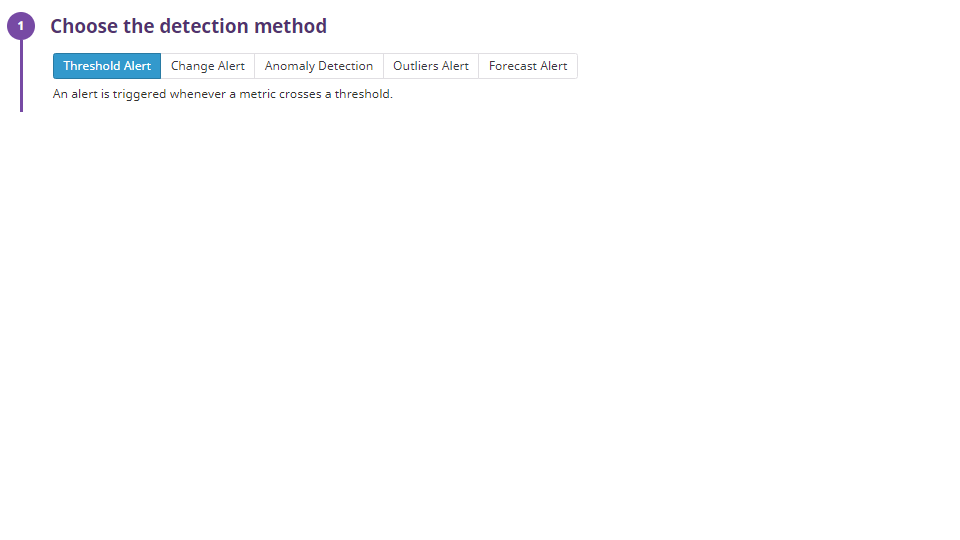 1 Choose the detection method
Threshold Alert Change Alert Anomaly Detection Outliers Alert Forecast Alert
An alert is triggered whenever a metric crosses a threshold.